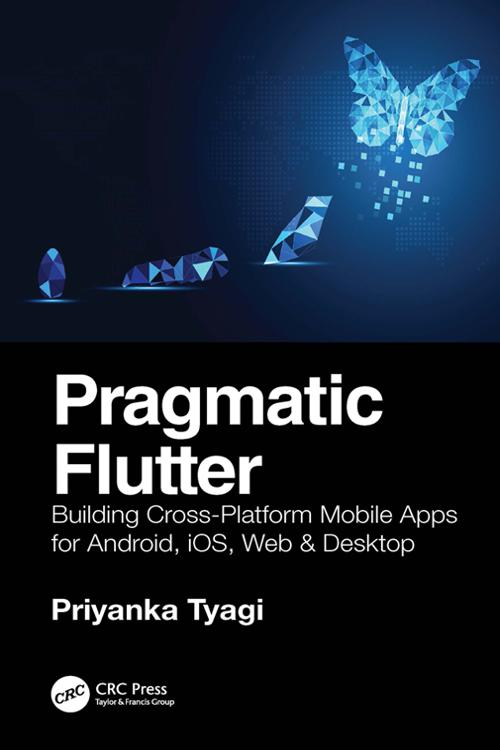 Pragmatic
Flutter
Building Cross-Platform Mobile Apps
for Android, iOS, Web & Desktop
Priyanka Tyagi
CRC
CRC Press
Taylor & Francis Group